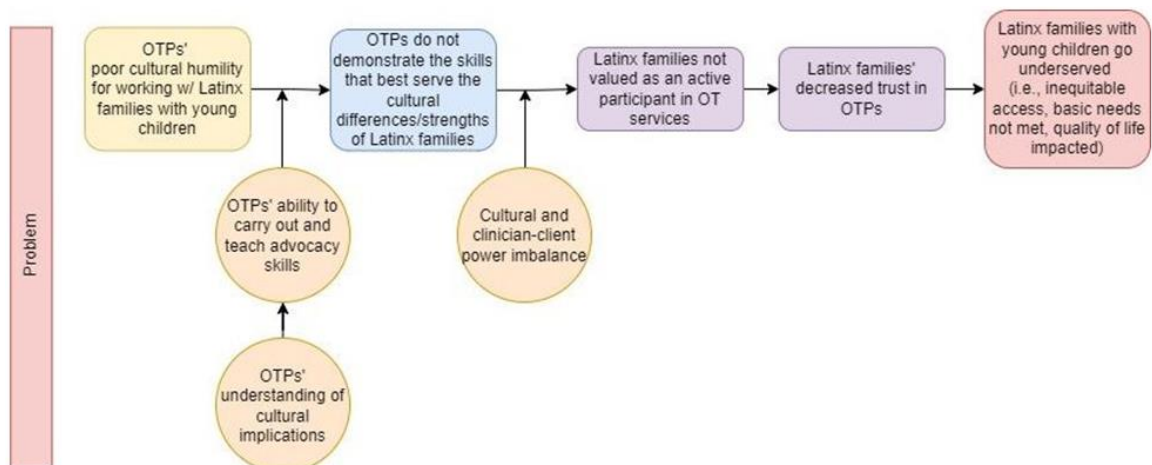 Problem
OTPs'
poor cultural humility
for working w/ Latinx
families with young
children
OTPs do not
demonstrate the skills
that best serve the
cultural
differences/strengths
of Latinx families
Latinx families not
valued as an active
participant in OT
services
Latinx families'
decreased trust in
OTPs
Latinx families with
young children go
underserved
(i.e., inequitable
access, basic needs
not met, quality of life
impacted)
OTPs' ability to
carry out and
teach advocacy
skills
Cultural and
clinician-client
power imbalance
OTPs'
understanding of
cultural
implications